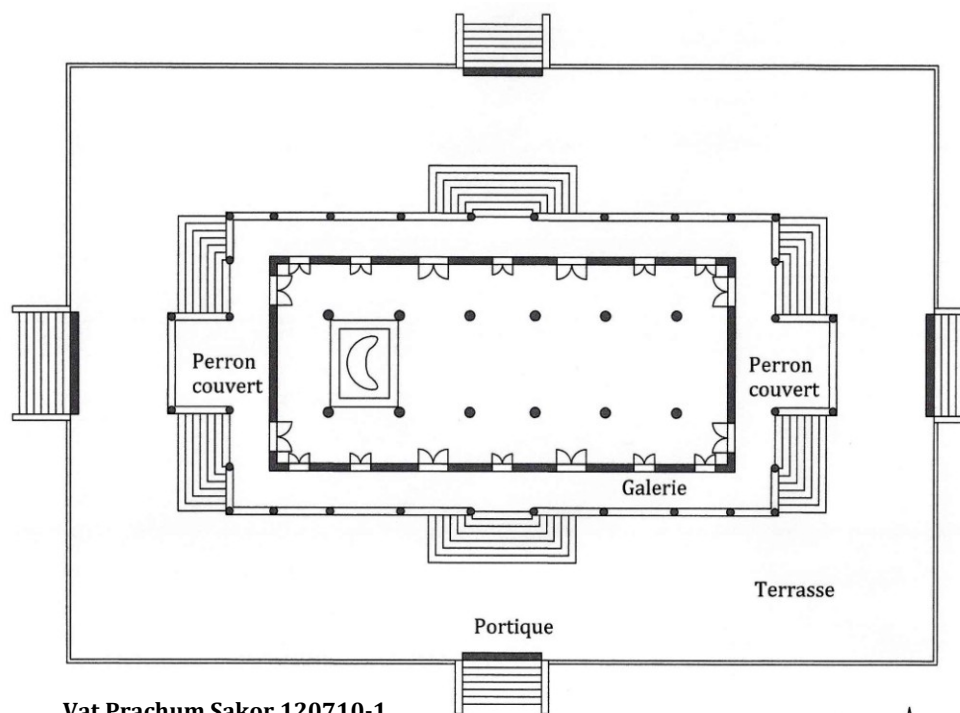 Perron
couvert
Perron
couvert
Galerie
Terrasse
Portique
Vat Prachum Sakor 120710-1